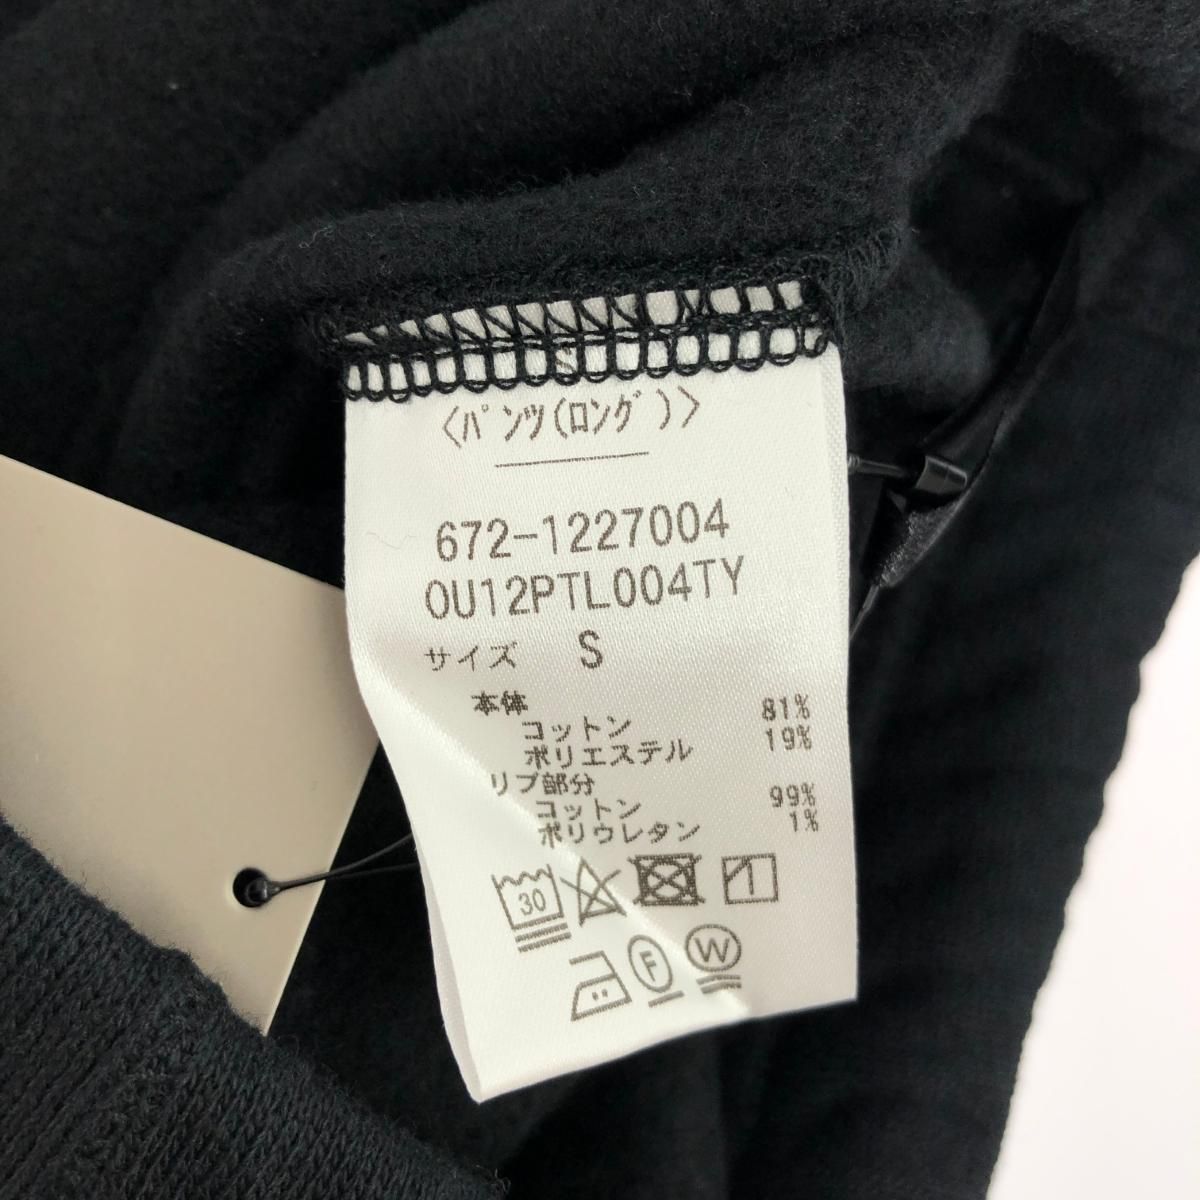 〈パンツ(ロング)〉
672-1227004
OU12PTL004TY
サイズ S
本体
コットン 81%
ポリエステル 19%
リブ部分
コットン 99%
ポリウレタン 1%
30
F W